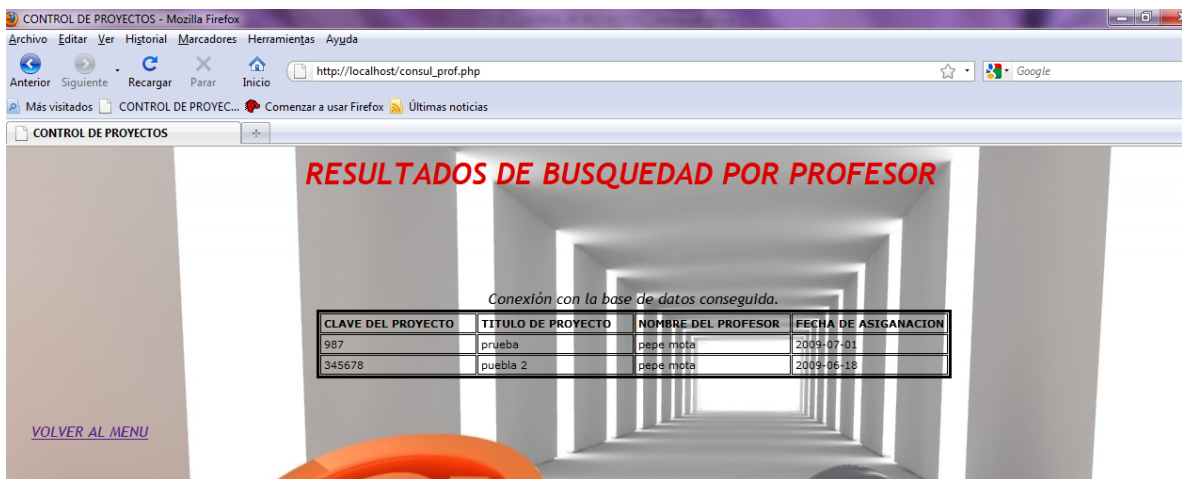 CONTROL DE PROYECTOS - Mozilla Firefox
Archivo Editar Ver Historial Marcadores Herramientas Ayuda
Anterior Siguiente Recargar Parar Inicio http://localhost/consul_prof.php Google
Más visitados CONTROL DE PROYEC... Comenzar a usar Firefox Últimas noticias
CONTROL DE PROYECTOS
RESULTADOS DE BUSQUEDAD POR PROFESOR
Conexión con la base de datos conseguida.
CLAVE DEL PROYECTO TITULO DE PROYECTO NOMBRE DEL PROFESOR FECHA DE ASIGANACION
987 prueba pepe mota 2009-07-01
345678 puebla 2 pepe mota 2009-06-18
VOLVER AL MENU